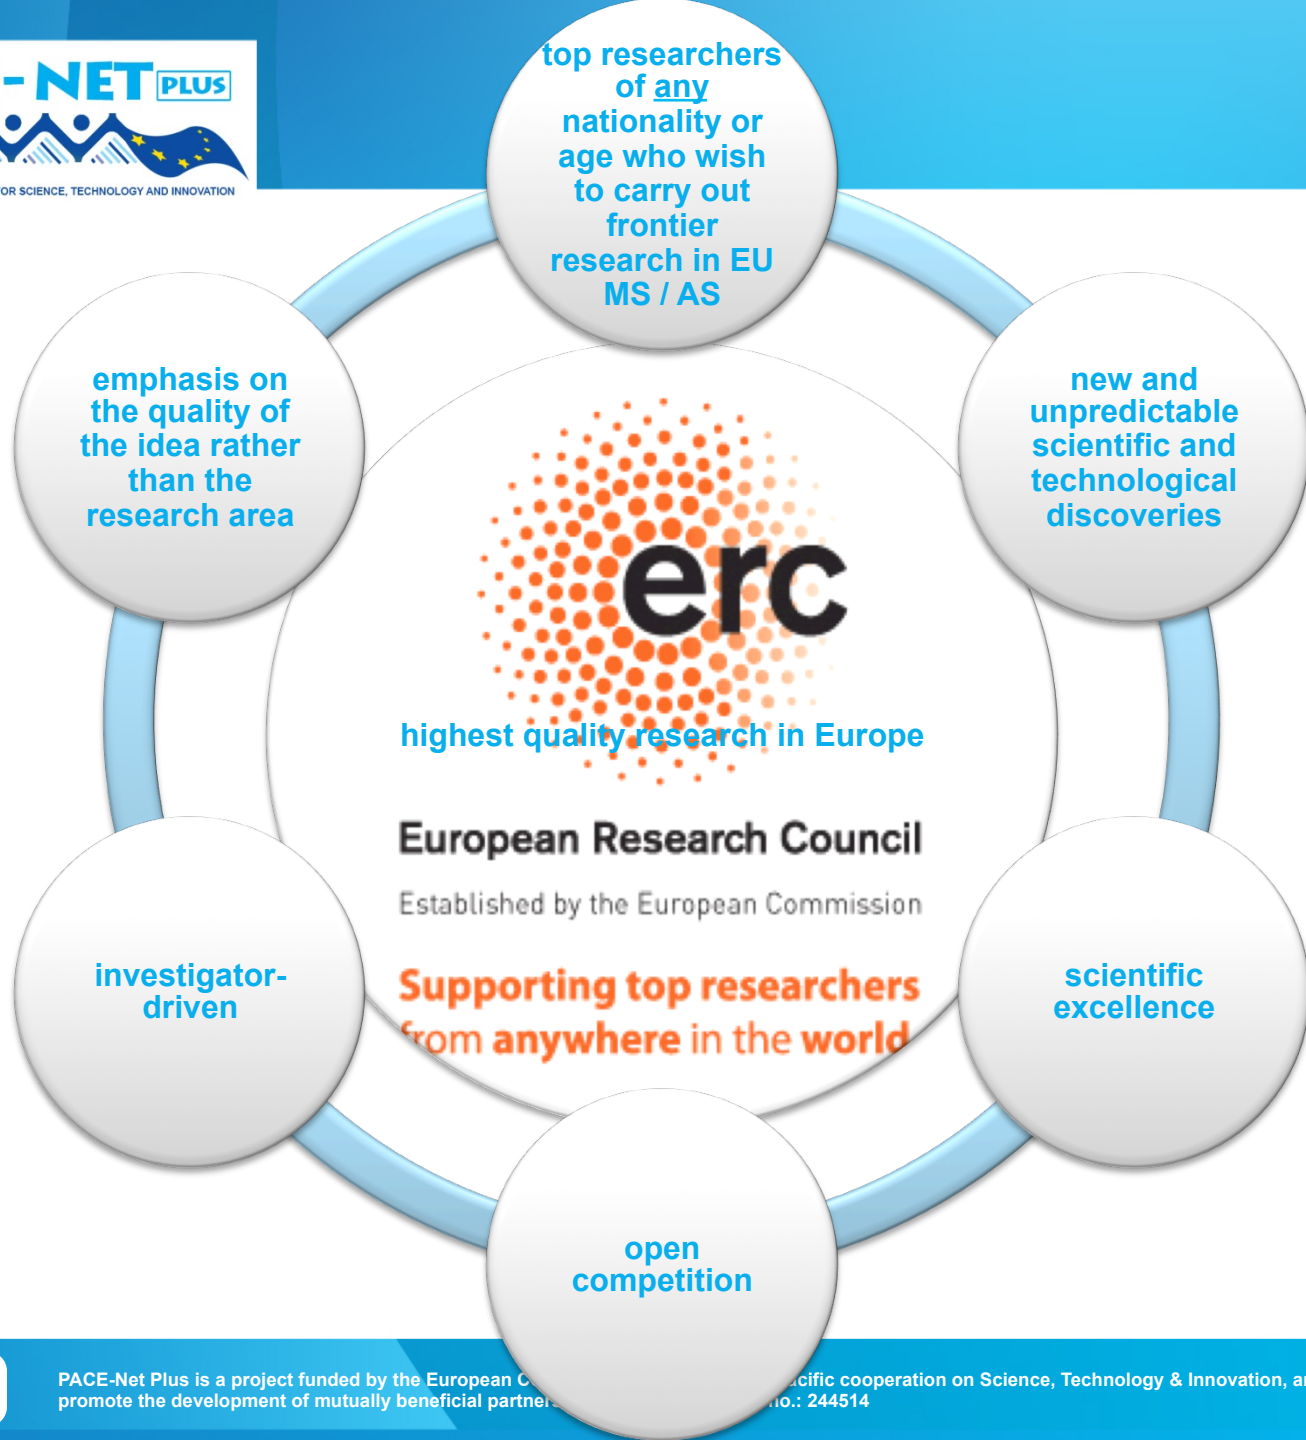 - NET PLUS
FOR SCIENCE, TECHNOLOGY AND INNOVATION
top researchers
of any
nationality or
age who wish
to carry out
frontier
research in EU
MS / AS
emphasis on
the quality of
the idea rather
than the
research area
new and
unpredictable
scientific and
technological
discoveries
erc
highest quality research in Europe
European Research Council
Established by the European Commission
Supporting top researchers
from anywhere in the world
investigator-
driven
scientific
excellence
open
competition
PACE-Net Plus is a project funded by the European
cooperation on Science, Technology & Innovation,
promote the development of mutually beneficial
no.: 244514